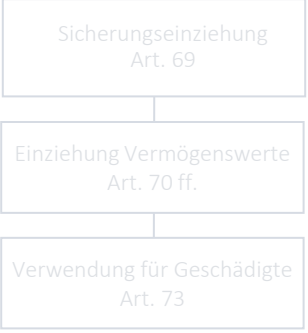 Sicherungseinziehung
Art. 69
Einziehung Vermögenswerte
Art. 70 ff.
Verwendung für Geschädigte
Art. 73